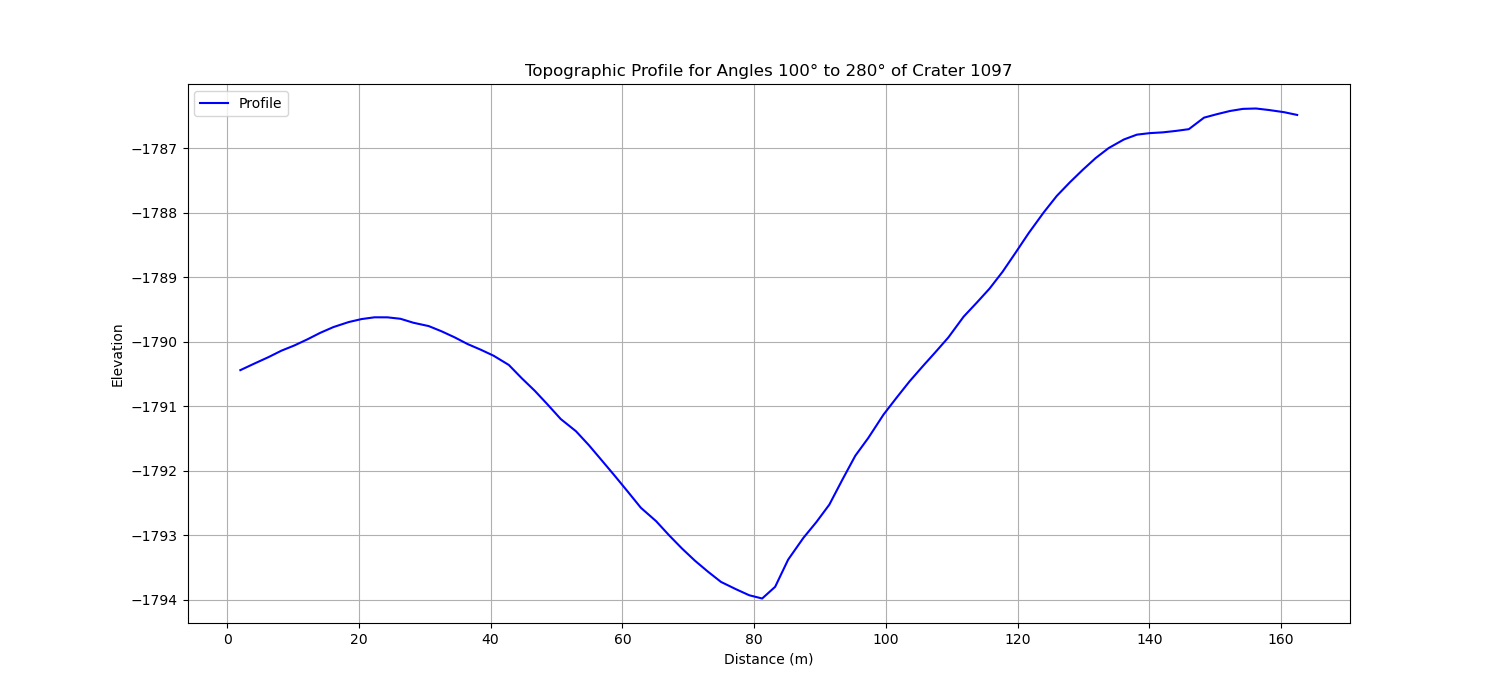 Topographic Profile for Angles 100° to 280° of Crater 1097
Profile
−1787
−1788
−1789
−1790
−1791
−1792
−1793
−1794
Elevation
0 20 40 60 80 100 120 140 160
Distance (m)